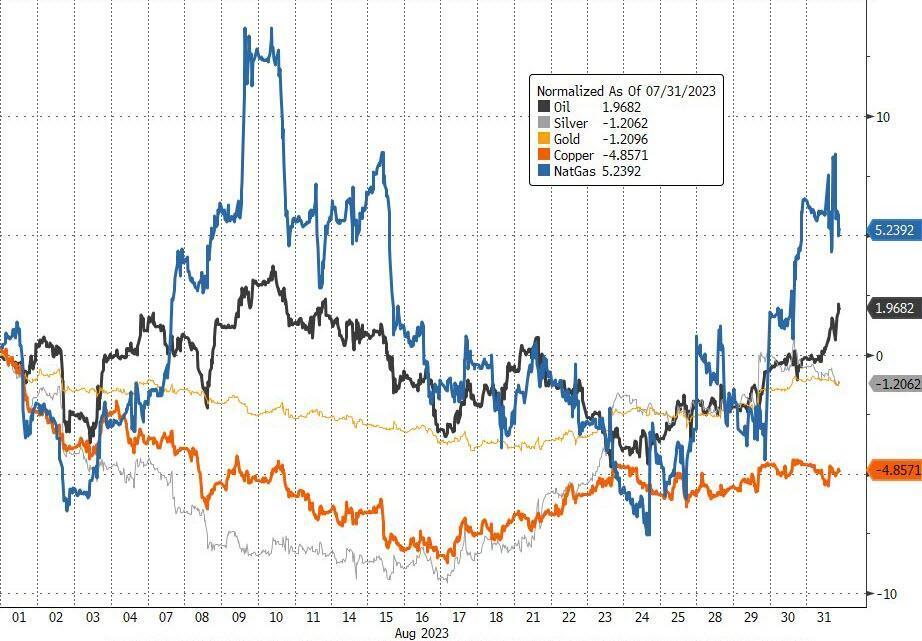 Normalized As Of 07/31/2023
Oil 1.9682
Silver -1.2062
Gold -1.2096
Copper -4.8571
NatGas 5.2392
10
5.2392
1.9682
0
-1.2062
-4.8571
-10
01 02 03 04 07 08 09 10 11 14 15 16 17 18 21 22 23 24 25 28 29 30 31
Aug 2023